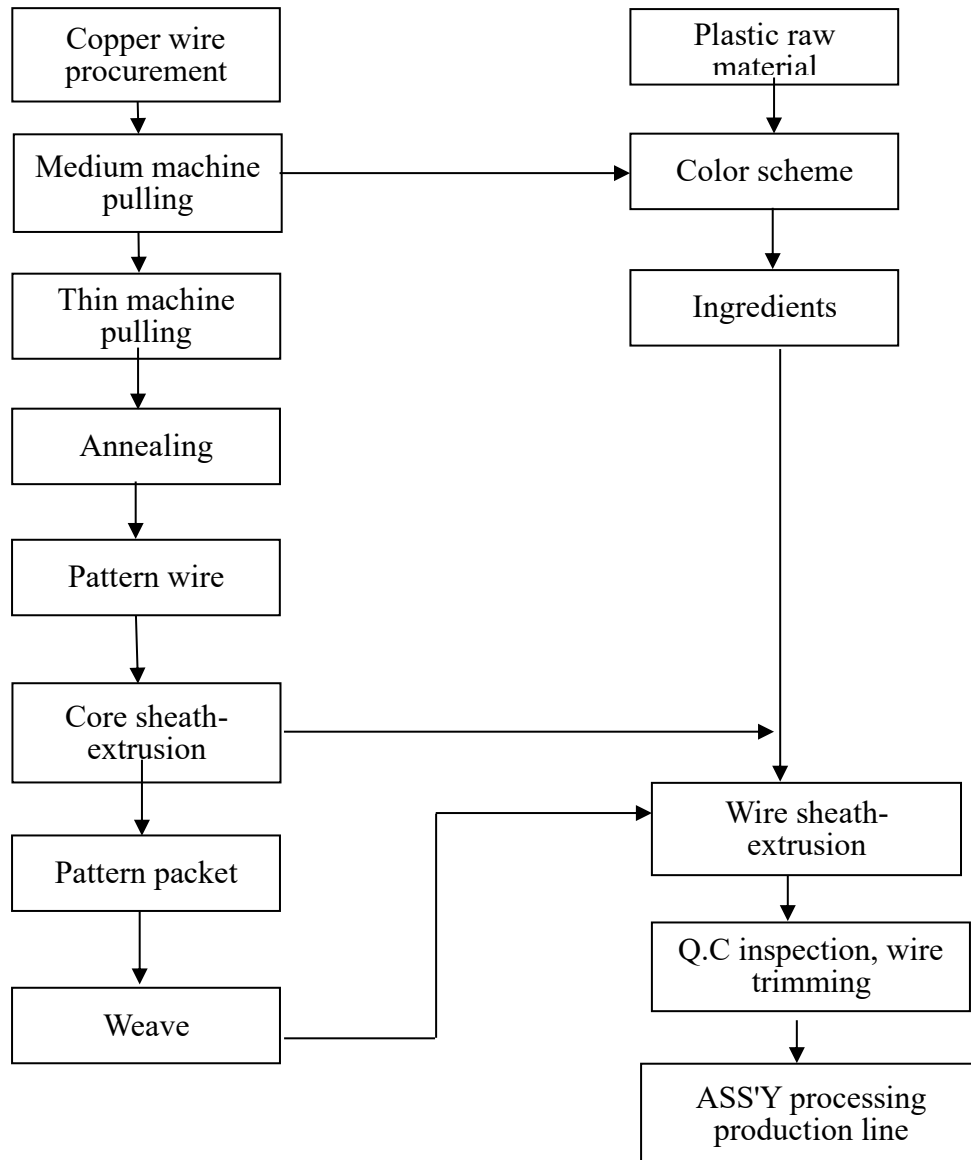 Copper wire
procurement
Medium machine
pulling
Thin machine
pulling
Annealing
Pattern wire
Core sheath-
extrusion
Pattern packet
Weave
Plastic raw
material
Color scheme
Ingredients
Wire sheath-
extrusion
Q.C inspection, wire
trimming
ASS'Y processing
production line